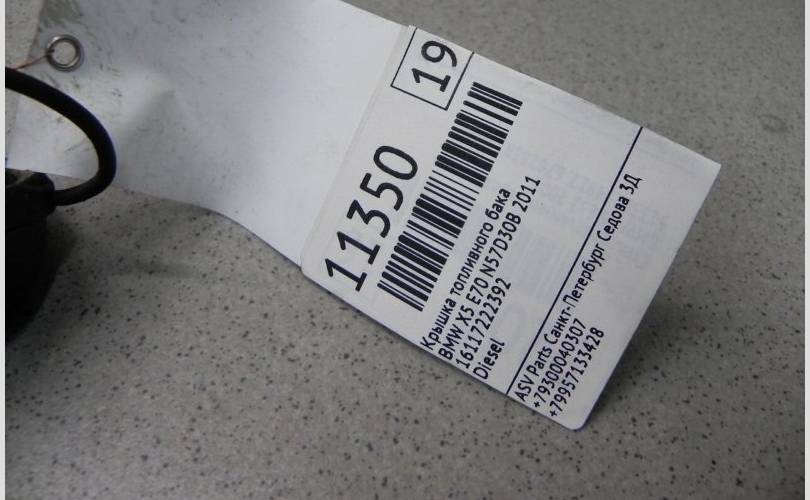 19
11350
Крышка топливного бака
BMW X5 E70 N57D30B 2011
16117222392
Diesel
ASV Parts Санкт-Петербург Седова 3Д
+79300040307
+79957133428